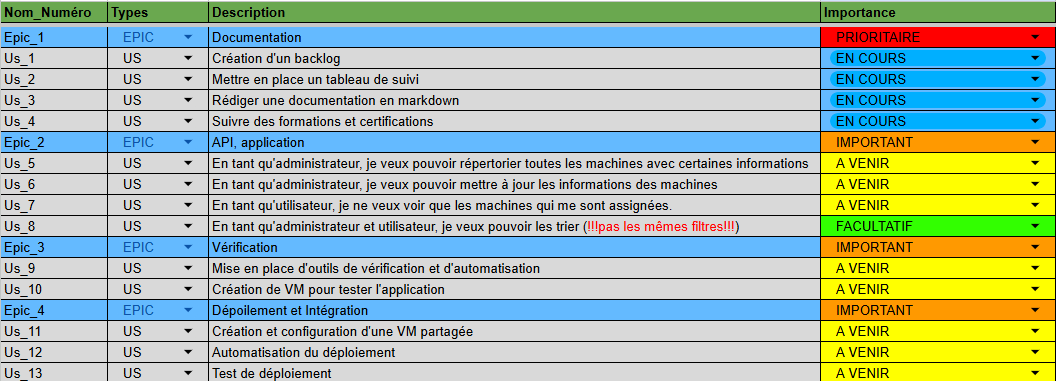 Nom_Numéro Types Description Importance
Epic_1 EPIC Documentation PRIORITAIRE
Us_1 US Création d'un backlog EN COURS
Us_2 US Mettre en place un tableau de suivi EN COURS
Us_3 US Rédiger une documentation en markdown EN COURS
Us_4 US Suivre des formations et certifications EN COURS
Epic_2 EPIC API, application IMPORTANT
Us_5 US En tant qu'administrateur, je veux pouvoir répertorier toutes les machines avec certaines informations A VENIR
Us_6 US En tant qu'administrateur, je veux pouvoir mettre à jour les informations des machines A VENIR
Us_7 US En tant qu'utilisateur, je ne veux voir que les machines qui me sont assignées. A VENIR
Us_8 US En tant qu'administrateur et utilisateur, je veux pouvoir les trier (!!!pas les mêmes filtres!!!) FACULTATIF
Epic_3 EPIC Vérification IMPORTANT
Us_9 US Mise en place d'outils de vérification et d'automatisation A VENIR
Us_10 US Création de VM pour tester l'application A VENIR
Epic_4 EPIC Dépoilement et Intégration IMPORTANT
Us_11 US Création et configuration d'une VM partagée A VENIR
Us_12 US Automatisation du déploiement A VENIR
Us_13 US Test de déploiement A VENIR